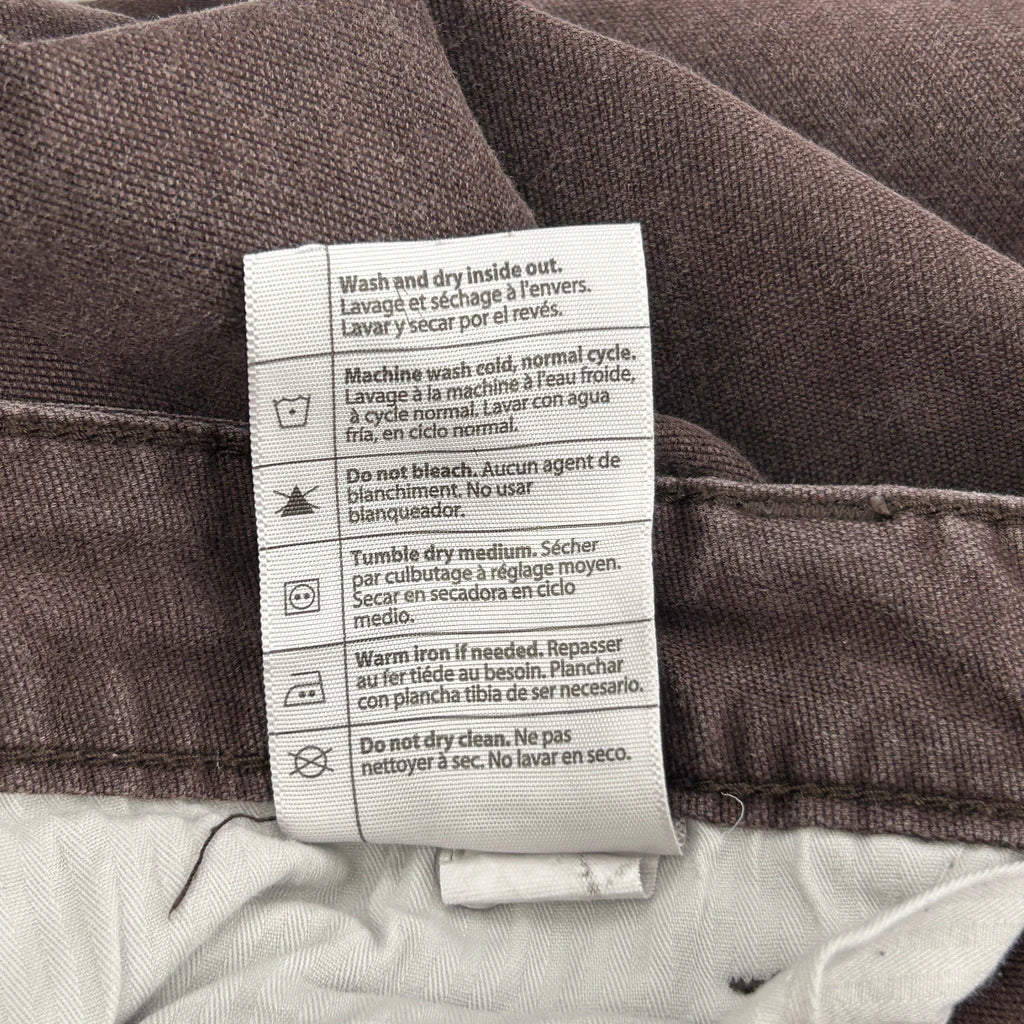 Wash and dry inside out.
Lavage et séchage à l'envers.
Lavar y secar por el revés.
Machine wash cold, normal cycle.
Lavage à la machine à l'eau froide,
à cycle normal. Lavar con agua
fría, en ciclo normal.
Do not bleach. Aucun agent de
blanchiment. No usar
blanqueador.
Tumble dry medium. Sécher
par culbutage à réglage moyen.
Secar en secadora en ciclo
medio.
Warm iron if needed. Repasser
au fer tiéde au besoin. Planchar
con plancha tibia de ser necesario.
Do not dry clean. Ne pas
nettoyer à sec. No lavar en seco.